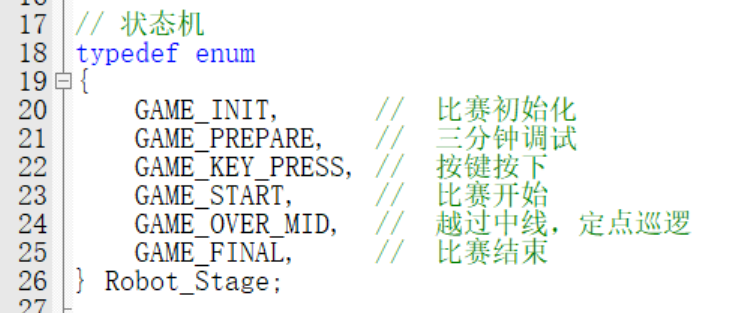 17 // 状态机
18 typedef enum
19 {
20 GAME_INIT, // 比赛初始化
21 GAME_PREPARE, // 三分钟调试
22 GAME_KEY_PRESS, // 按键按下
23 GAME_START, // 比赛开始
24 GAME_OVER_MID, // 越过中线，定点巡逻
25 GAME_FINAL, // 比赛结束
26 } Robot_Stage;
27